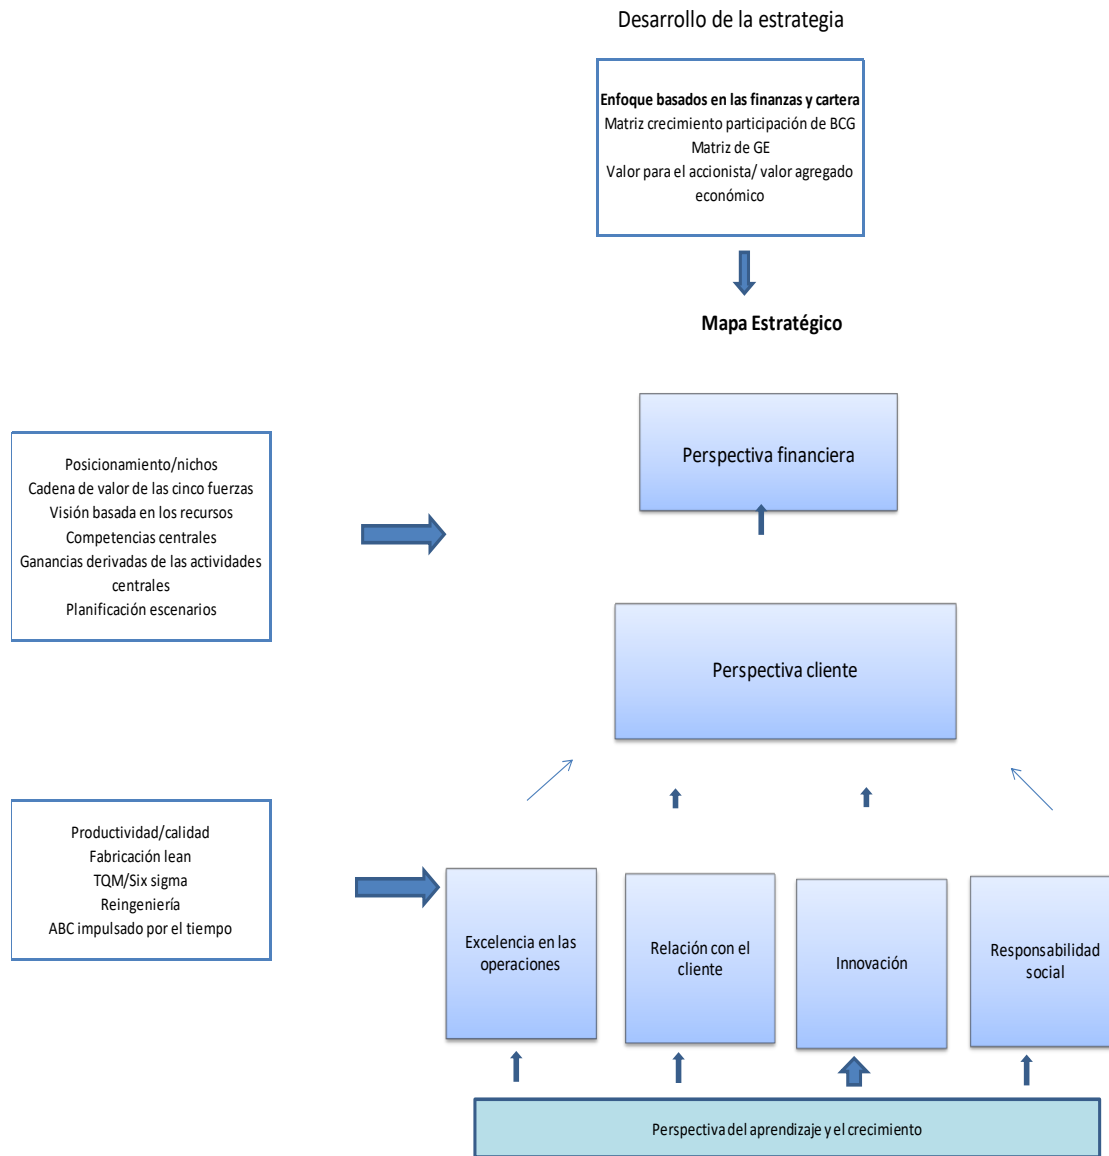 Desarrollo de la estrategia
Enfoque basados en las finanzas y cartera
Matriz crecimiento participación de BCG
Matriz de GE
Valor para el accionista/ valor agregado
económico
Mapa Estratégico
Perspectiva financiera
Posicionamiento/nichos
Cadena de valor de las cinco fuerzas
Visión basada en los recursos
Competencias centrales
Ganancias derivadas de las actividades
centrales
Planificación escenarios
Perspectiva cliente
Productividad/calidad
Fabricación lean
TQM/Six sigma
Reingeniería
ABC impulsado por el tiempo
Excelencia en las
operaciones
Relación con el
cliente
Innovación
Responsabilidad
social
Perspectiva del aprendizaje y el crecimiento